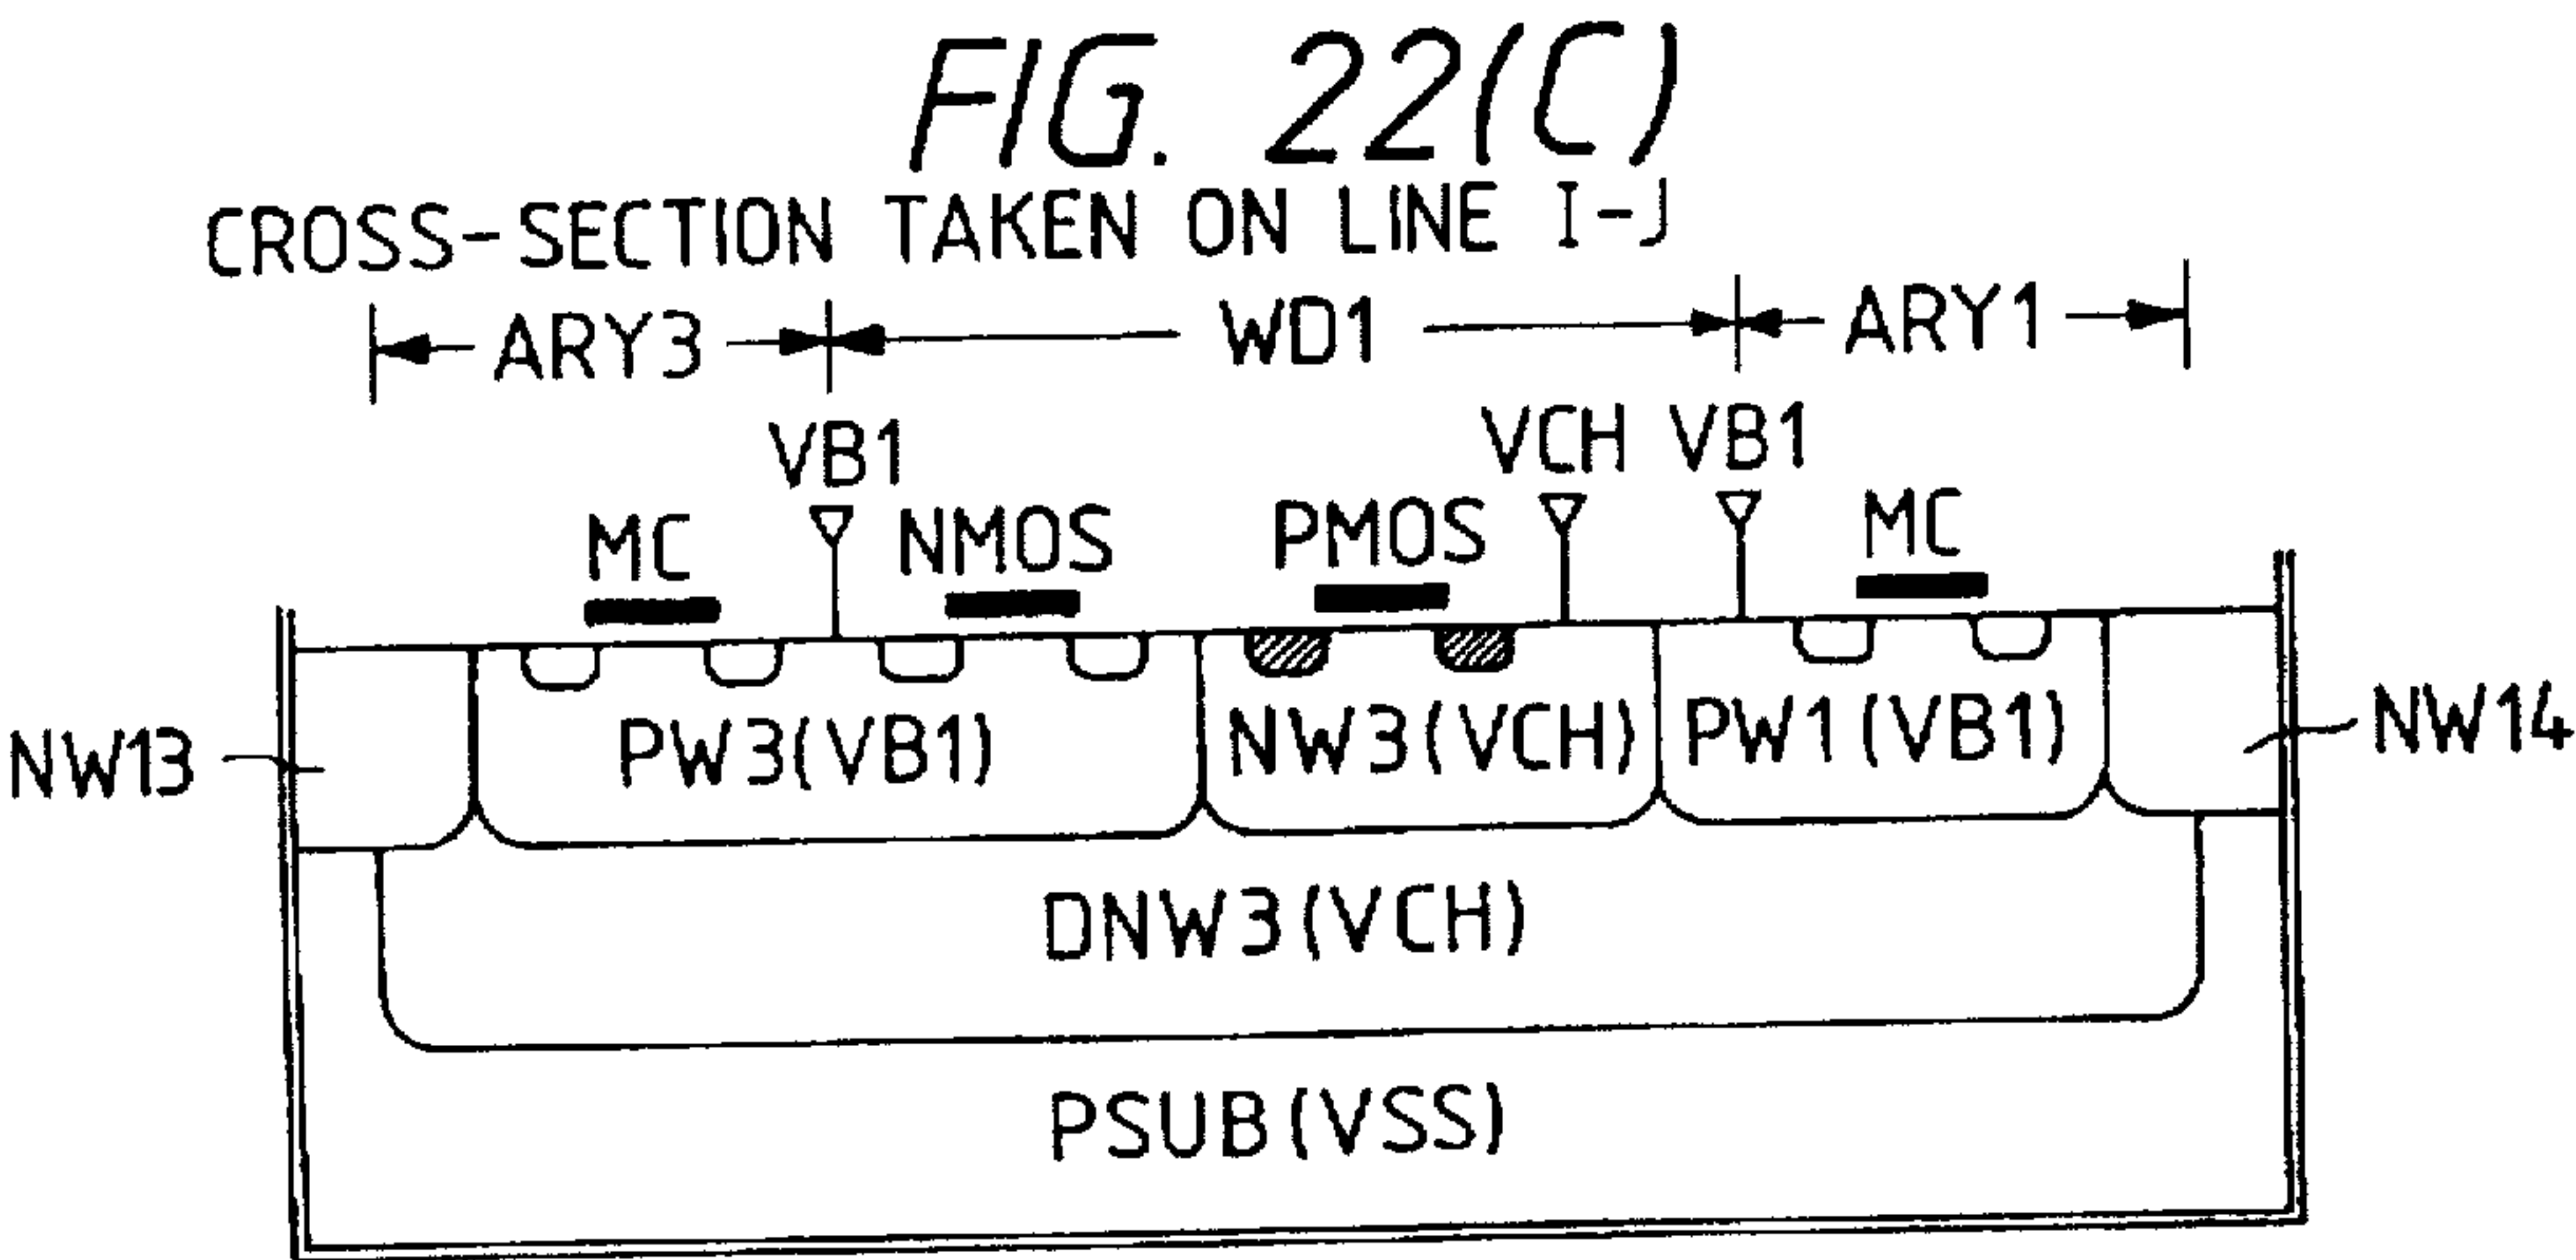 FIG. 22(C)
CROSS-SECTION TAKEN ON LINE I-J
ARY3 WD1 ARY1
VB1 VCH VB1
MC NMOS PMOS MC
NW13 PW3(VB1) NW3(VCH) PW1(VB1) NW14
DNW3(VCH)
PSUB(VSS)